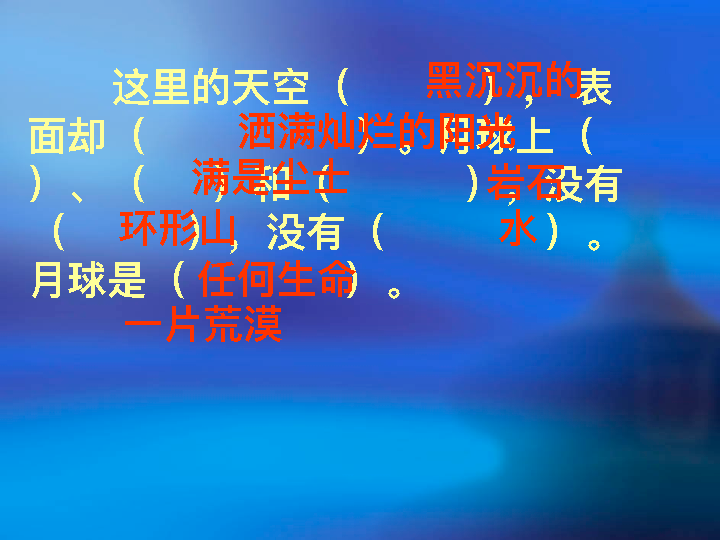 这里的天空（ 黑沉沉的 ），表
面却（ 洒满灿烂的阳光 ）。月球上（
满是尘土 ）、（ 岩石 ）和（ 环形山 ），没有
（ 水 ），没有（ 任何生命 ）。
月球是（ 一片荒漠 ）。